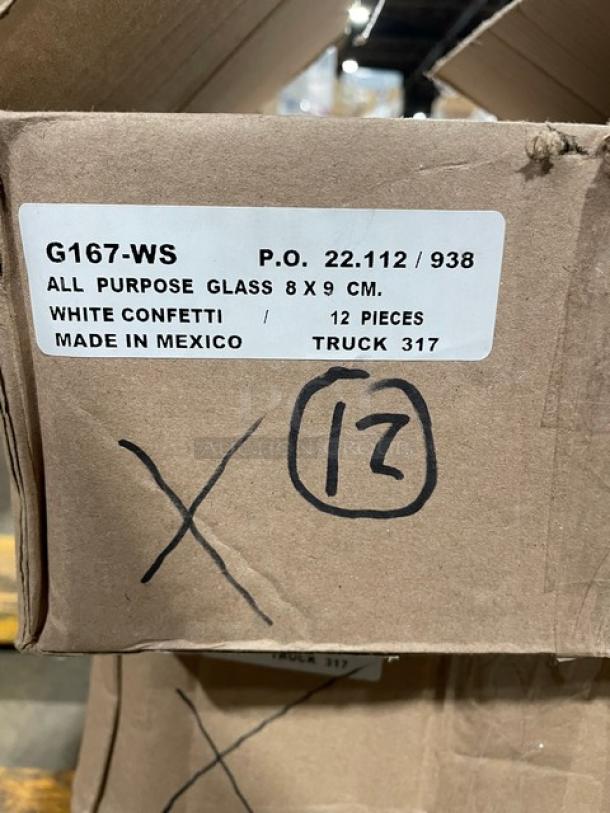 G167-WS P.O. 22.112 / 938
ALL PURPOSE GLASS 8 X 9 CM.
WHITE CONFETTI / 12 PIECES
MADE IN MEXICO TRUCK 317
12
TRUCK 317